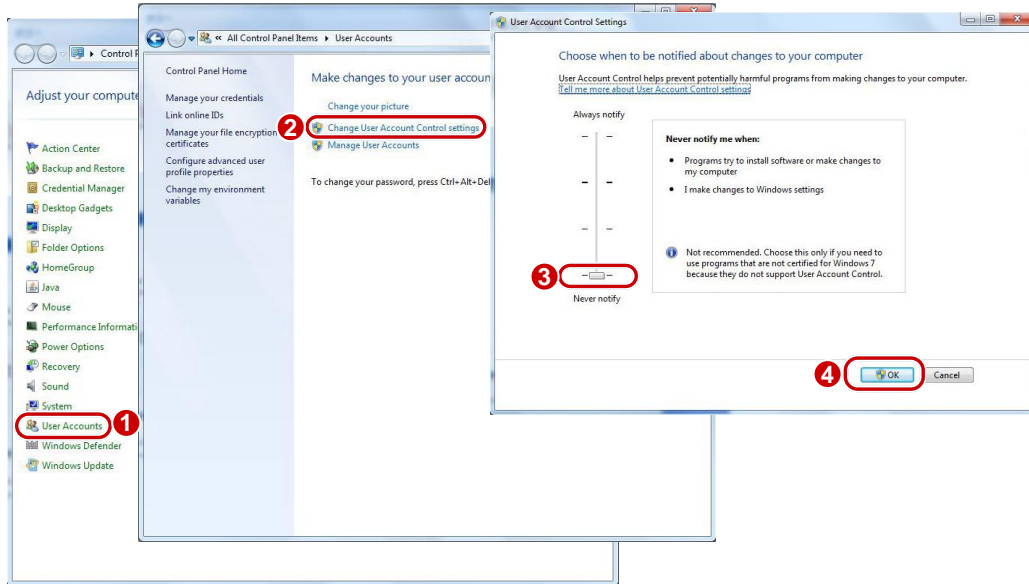 Control P
Adjust your compute
Action Center
Backup and Restore
Credential Manager
Desktop Gadgets
Display
Folder Options
HomeGroup
Java
Mouse
Performance Informati
Power Options
Recovery
Sound
System
User Accounts
1
Windows Defender
Windows Update
« All Control Panel Items ▸ User Accounts
Control Panel Home
Manage your credentials
Link online IDs
Manage your file encryption
certificates
Configure advanced user
profile properties
Change my environment
variables
Make changes to your user accoun
Change your picture
2
Change User Account Control settings
Manage User Accounts
To change your password, press Ctrl+Alt+Del
User Account Control Settings
Choose when to be notified about changes to your computer
User Account Control helps prevent potentially harmful programs from making changes to your computer.
Tell me more about User Account Control settings
Always notify
3
Never notify
Never notify me when:
• Programs try to install software or make changes to
my computer
• I make changes to Windows settings
Not recommended. Choose this only if you need to
use programs that are not certified for Windows 7
because they do not support User Account Control.
4
OK
Cancel